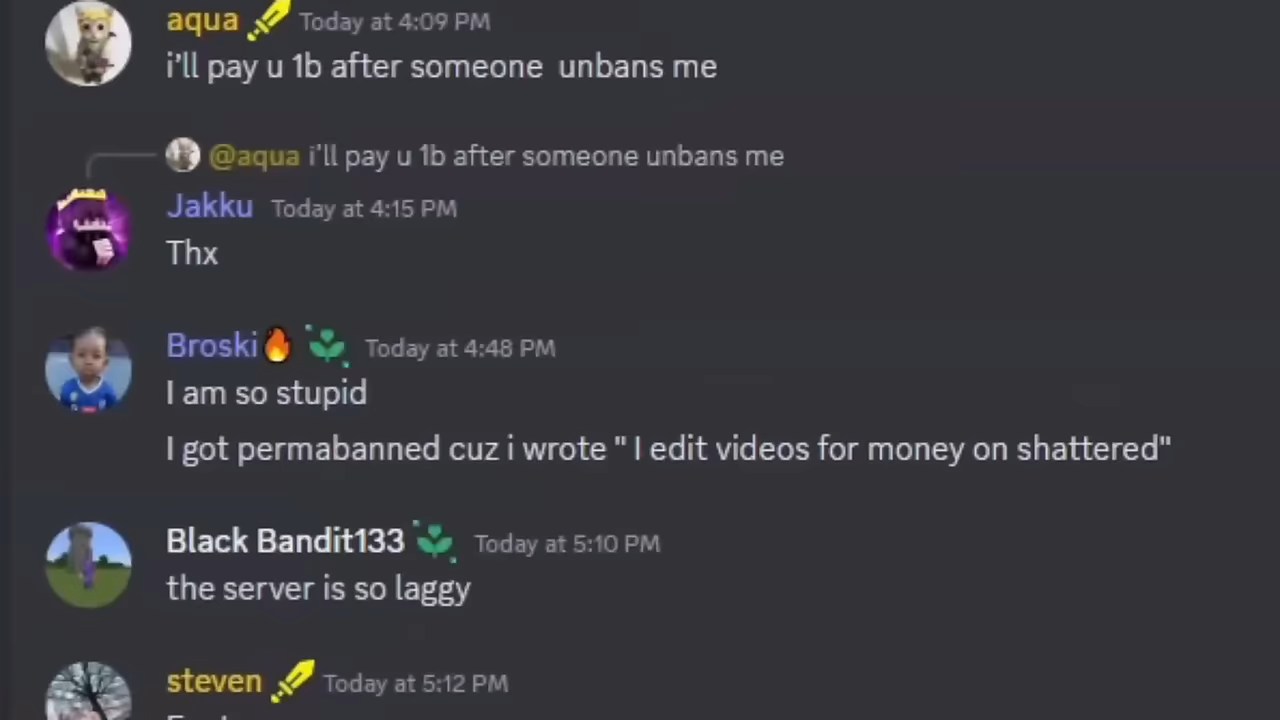 aqua Today at 4:09 PM
i'll pay u 1b after someone unbans me
@aqua i'll pay u 1b after someone unbans me
Jakku Today at 4:15 PM
Thx
Broski🔥 Today at 4:48 PM
I am so stupid
I got permabanned cuz i wrote " I edit videos for money on shattered"
Black Bandit133 Today at 5:10 PM
the server is so laggy
steven Today at 5:12 PM